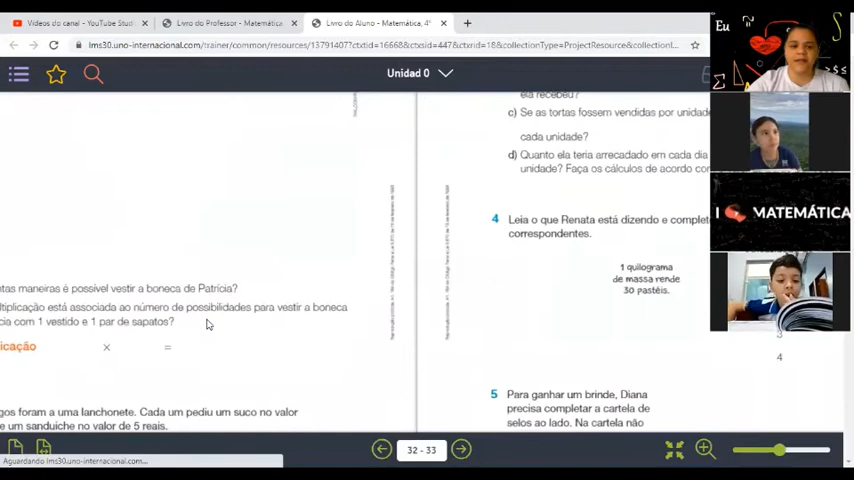 Vídeos do canal - YouTube Stud
Livro do Professor - Matemática
Livro do Aluno - Matemática, 4º
lms30.uno-internacional.com/trainer/common/resources/13791407?ctxtid=16668&ctxsid=447&ctxrid=18&collectionType=ProjectResource&collectionI...
Unidad 0
ela recebeu?
c) Se as tortas fossem vendidas por unidade
cada unidade?
d) Quanto ela teria arrecadado em cada dia
unidade? Faça os cálculos de acordo com
4 Leia o que Renata está dizendo e complet
correspondentes.
1 quilograma
de massa rende
30 pastéis.
3
4
5 Para ganhar um brinde, Diana
precisa completar a cartela de
selos ao lado. Na cartela não
ntas maneiras é possível vestir a boneca de Patrícia?
ltiplicação está associada ao número de possibilidades para vestir a boneca
cia com 1 vestido e 1 par de sapatos?
icação × =
gos foram a uma lanchonete. Cada um pediu um suco no valor
e um sanduiche no valor de 5 reais.
32 - 33
Aguardando lms30.uno-internacional.com...
Eu
I MATEMÁTICA